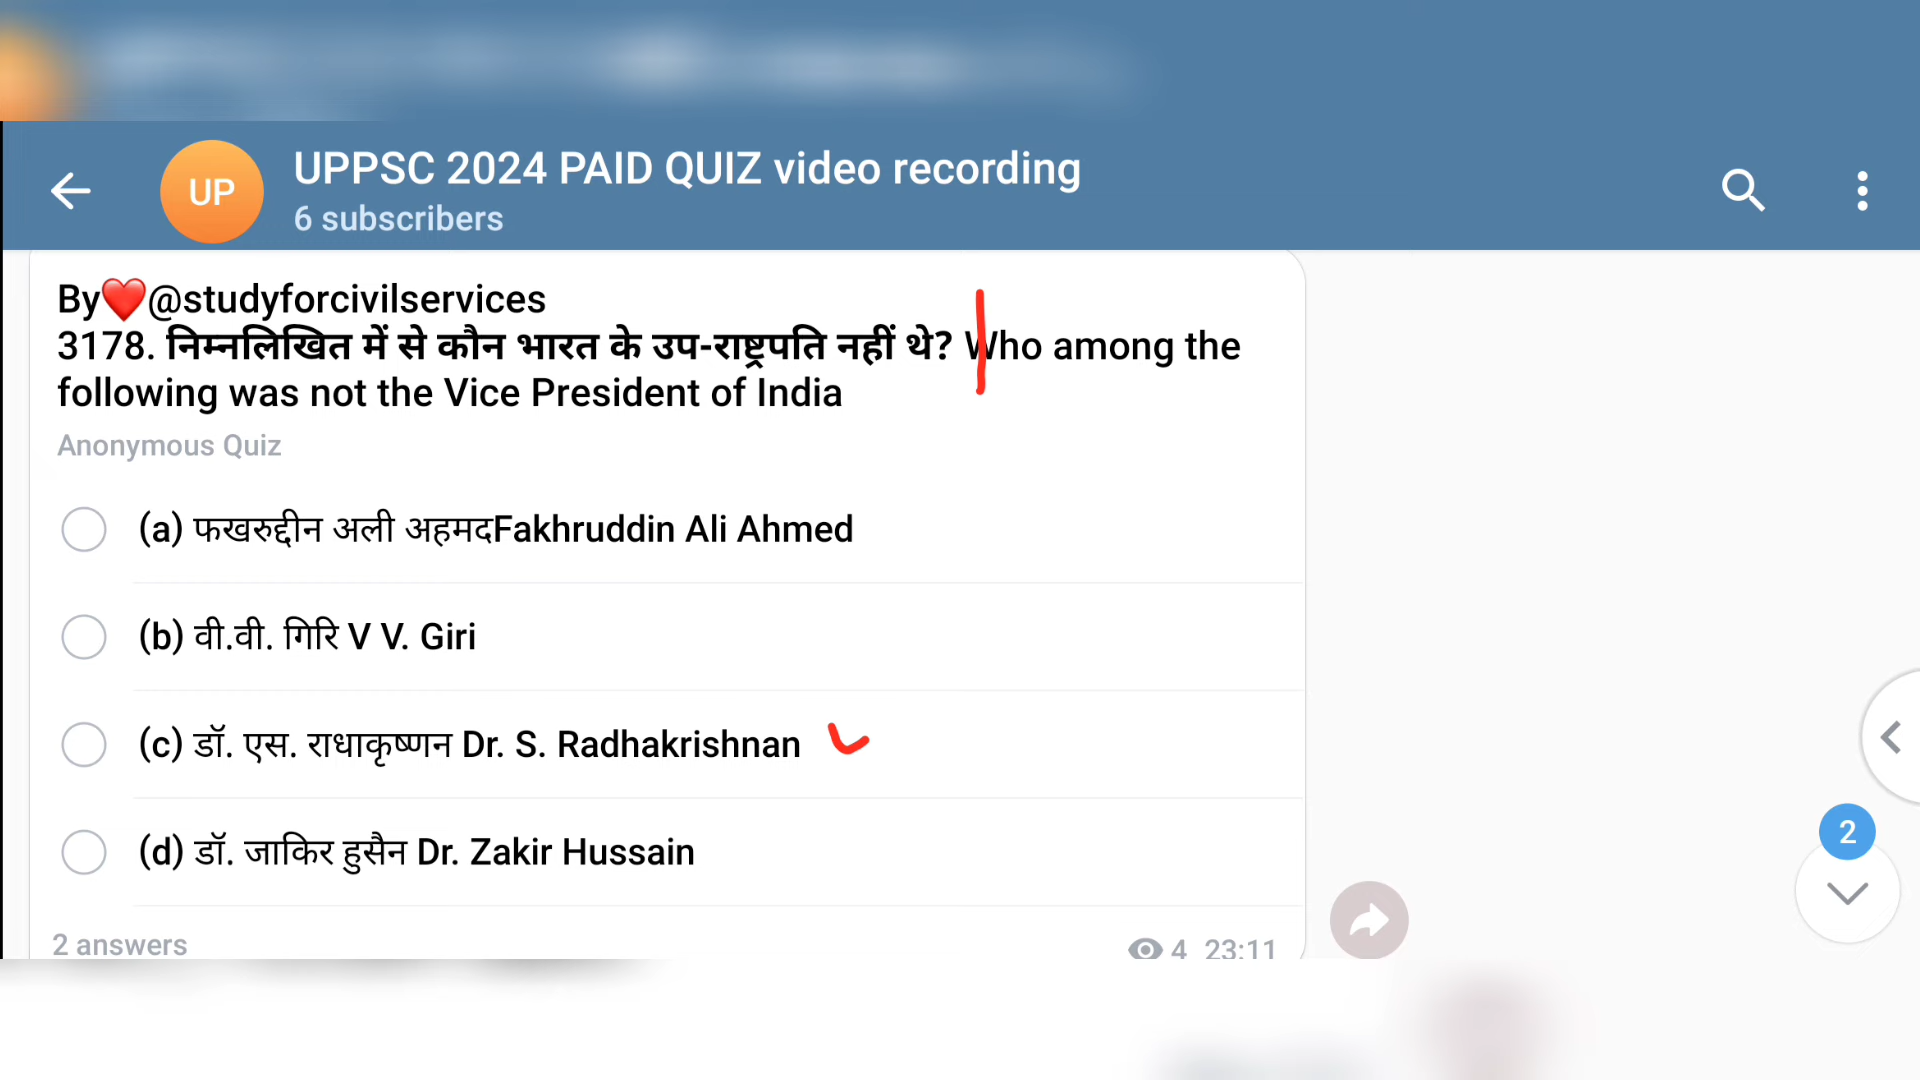 UP
UPPSC 2024 PAID QUIZ video recording
6 subscribers
By❤️@studyforcivilservices
3178. निम्नलिखित में से कौन भारत के उप-राष्ट्रपति नहीं थे? Who among the
following was not the Vice President of India
Anonymous Quiz
(a) फखरुद्दीन अली अहमदFakhruddin Ali Ahmed
(b) वी.वी. गिरि V V. Giri
(c) डॉ. एस. राधाकृष्णन Dr. S. Radhakrishnan
(d) डॉ. जाकिर हुसैन Dr. Zakir Hussain
2
2 answers
4 23:11